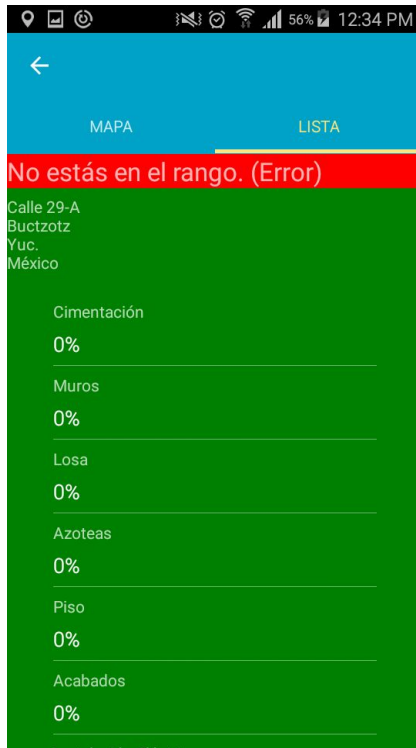 56% 12:34 PM
MAPA LISTA
No estás en el rango. (Error)
Calle 29-A
Buctzotz
Yuc.
México
Cimentación
0%
Muros
0%
Losa
0%
Azoteas
0%
Piso
0%
Acabados
0%